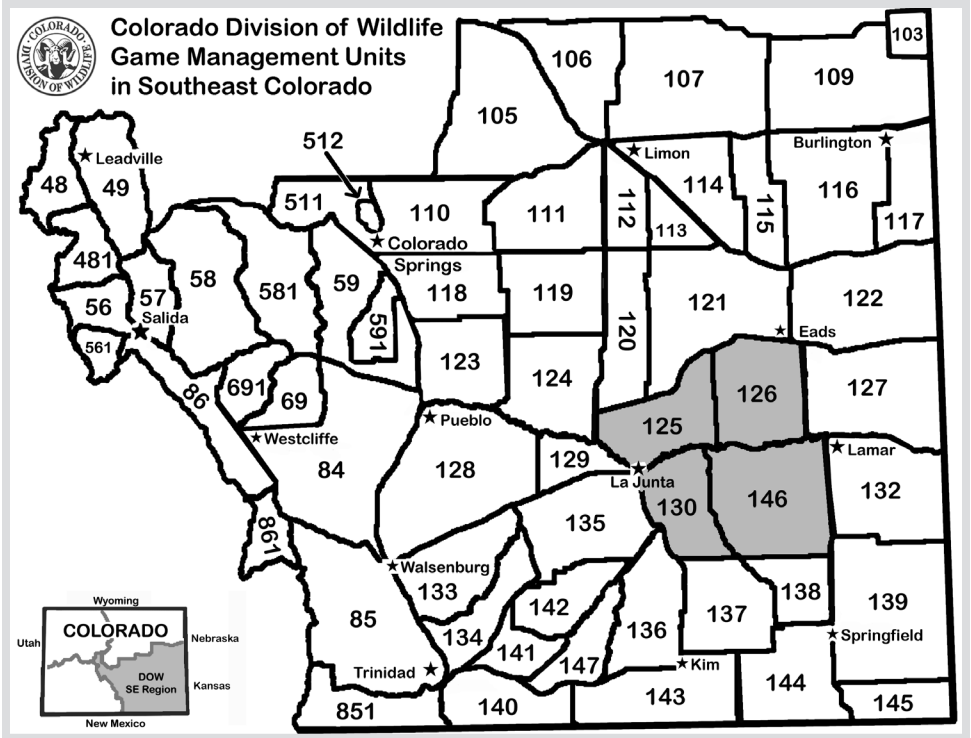 Colorado Division of Wildlife
Game Management Units
in Southeast Colorado
COLORADO
DIVISION OF WILDLIFE
103
106
107
109
105
512
Limon
Burlington
Leadville
48
49
511
110
111
112
113
114
115
116
117
Colorado
Springs
481
58
581
59
118
119
120
121
122
56
57
Salida
591
Eads
561
123
124
126
127
86
691
69
125
Pueblo
Westcliffe
84
128
129
La Junta
Lamar
130
146
132
861
135
Walsenburg
133
142
136
137
138
139
85
134
141
147
Springfield
Kim
Trinidad
851
140
143
144
145
Wyoming
COLORADO
Utah
Nebraska
DOW
SE Region
Kansas
New Mexico